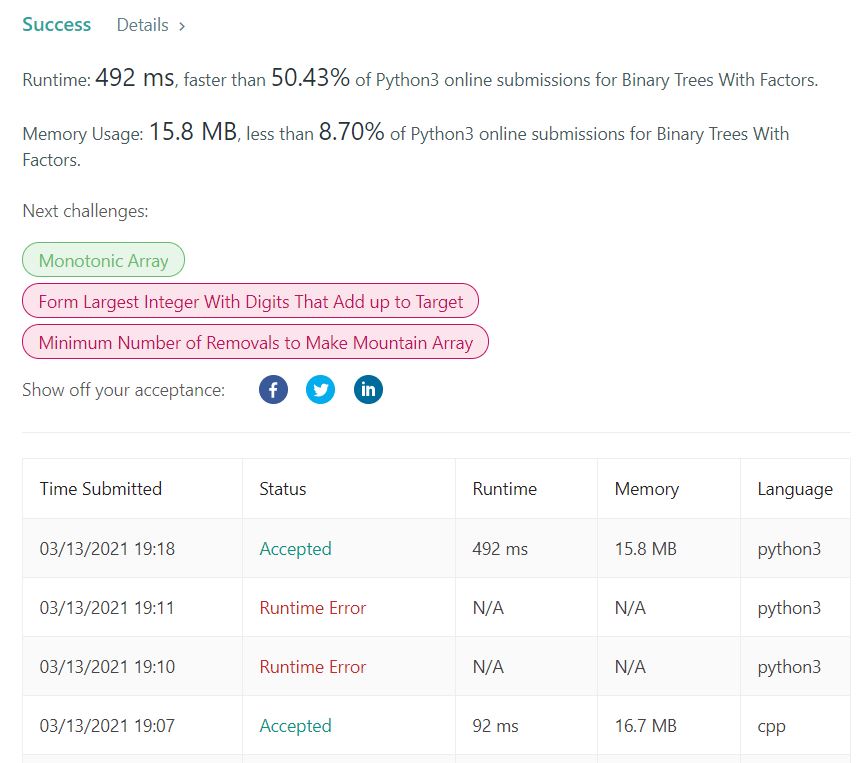 Success Details >
Runtime: 492 ms, faster than 50.43% of Python3 online submissions for Binary Trees With Factors.
Memory Usage: 15.8 MB, less than 8.70% of Python3 online submissions for Binary Trees With
Factors.
Next challenges:
Monotonic Array
Form Largest Integer With Digits That Add up to Target
Minimum Number of Removals to Make Mountain Array
Show off your acceptance:
Time Submitted Status Runtime Memory Language
03/13/2021 19:18 Accepted 492 ms 15.8 MB python3
03/13/2021 19:11 Runtime Error N/A N/A python3
03/13/2021 19:10 Runtime Error N/A N/A python3
03/13/2021 19:07 Accepted 92 ms 16.7 MB cpp